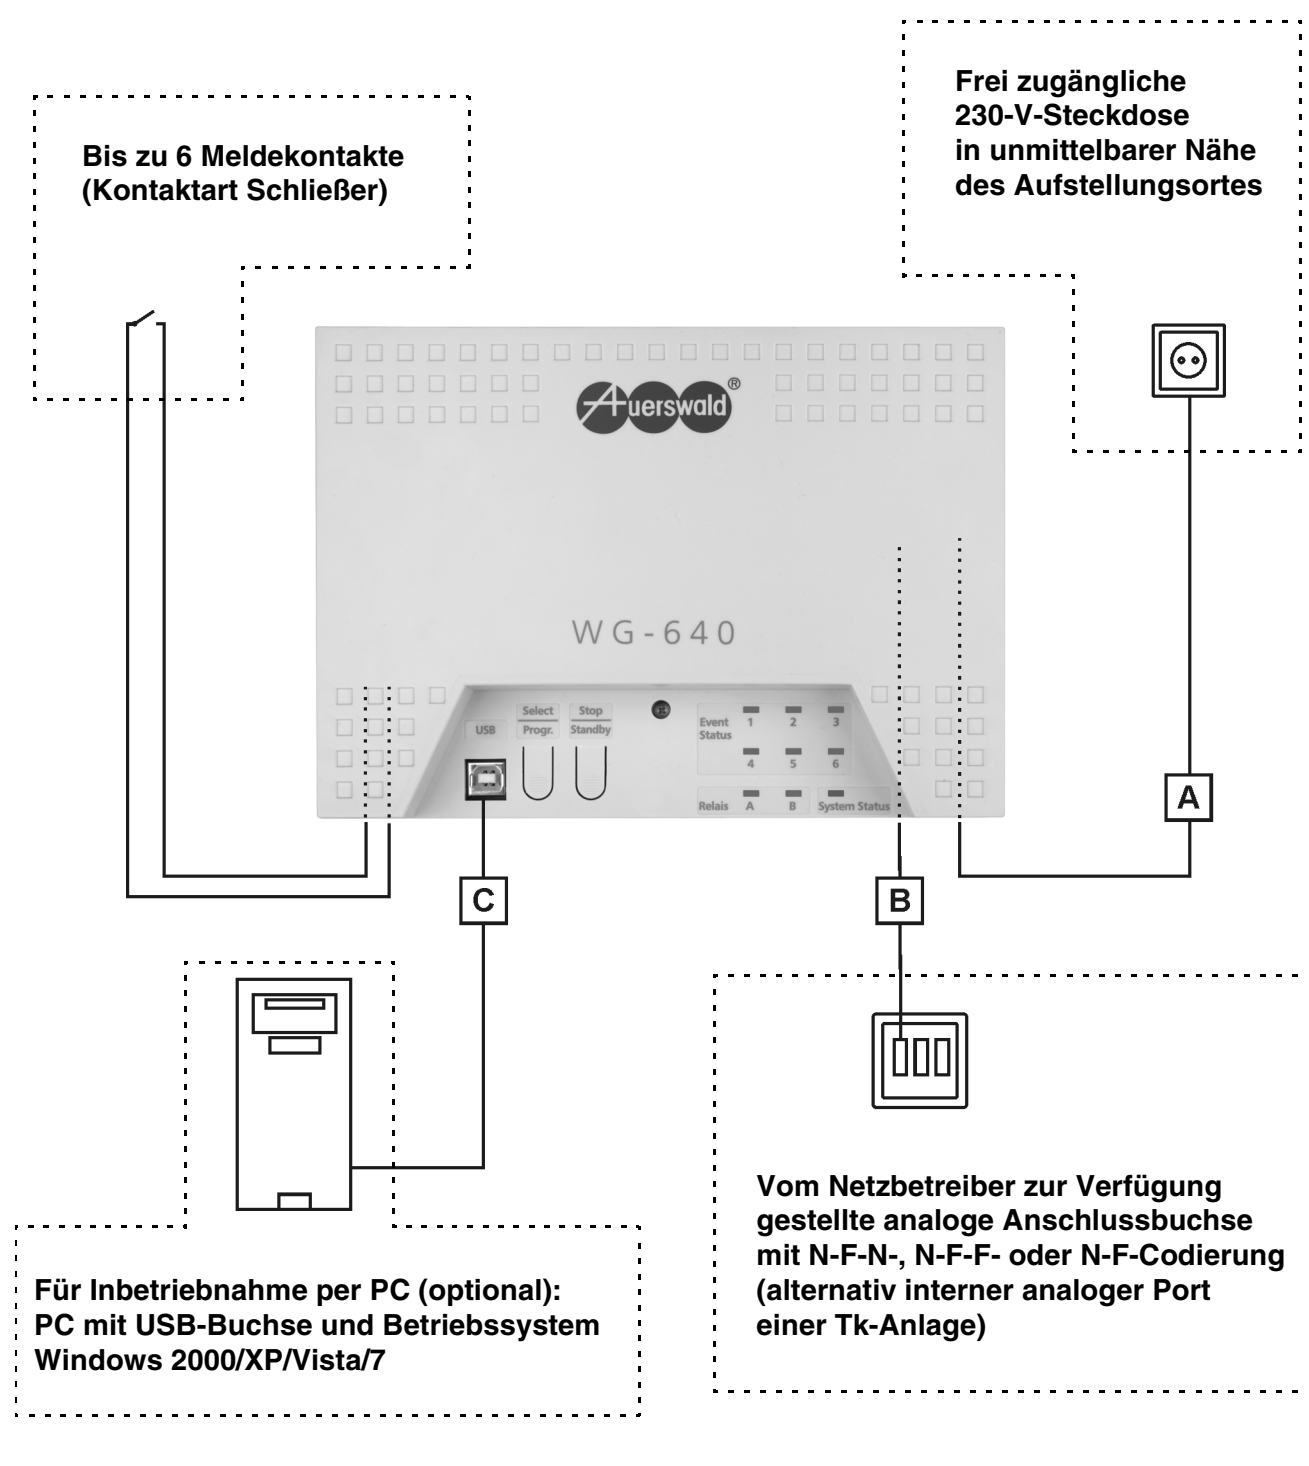 Frei zugängliche
230-V-Steckdose
in unmittelbarer Nähe
des Aufstellungsortes
Bis zu 6 Meldekontakte
(Kontaktart Schließer)
Auerswald®
WG-640
USB
Select
Progr.
Stop
Standby
Event
Status
1 2 3
4 5 6
Relais A B System Status
A
B
C
Vom Netzbetreiber zur Verfügung
gestellte analoge Anschlussbuchse
mit N-F-N-, N-F-F- oder N-F-Codierung
(alternativ interner analoger Port
einer Tk-Anlage)
Für Inbetriebnahme per PC (optional):
PC mit USB-Buchse und Betriebssystem
Windows 2000/XP/Vista/7